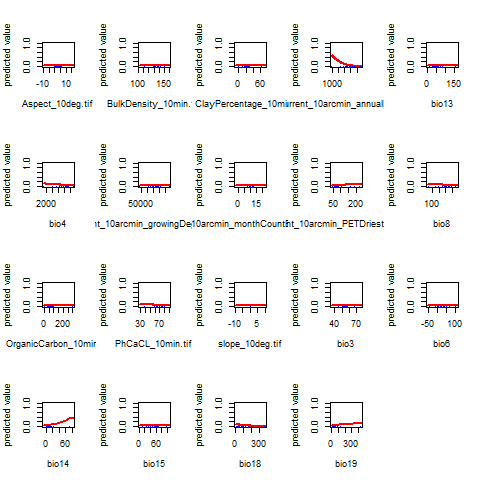 predicted value 0.0 1.0 predicted value 0.0 1.0 predicted value 0.0 1.0 predicted value 0.0 1.0 predicted value 0.0 1.0
-10 10 100 150 0 60 1000 0 150
Aspect_10deg.tif BulkDensity_10min. ClayPercentage_10mi rrent_10arcmin_annual bio13
predicted value 0.0 1.0 predicted value 0.0 1.0 predicted value 0.0 1.0 predicted value 0.0 1.0 predicted value 0.0 1.0
2000 50000 0 15 50 200 100
bio4 t_10arcmin_growingDe 10arcmin_monthCount t_10arcmin_PETDriest bio8
predicted value 0.0 1.0 predicted value 0.0 1.0 predicted value 0.0 1.0 predicted value 0.0 1.0 predicted value 0.0 1.0
0 200 30 70 -10 5 40 70 -50 100
OrganicCarbon_10mir PhCaCL_10min.tif slope_10deg.tif bio3 bio6
predicted value 0.0 1.0 predicted value 0.0 1.0 predicted value 0.0 1.0 predicted value 0.0 1.0
0 60 0 60 0 300 0 300
bio14 bio15 bio18 bio19